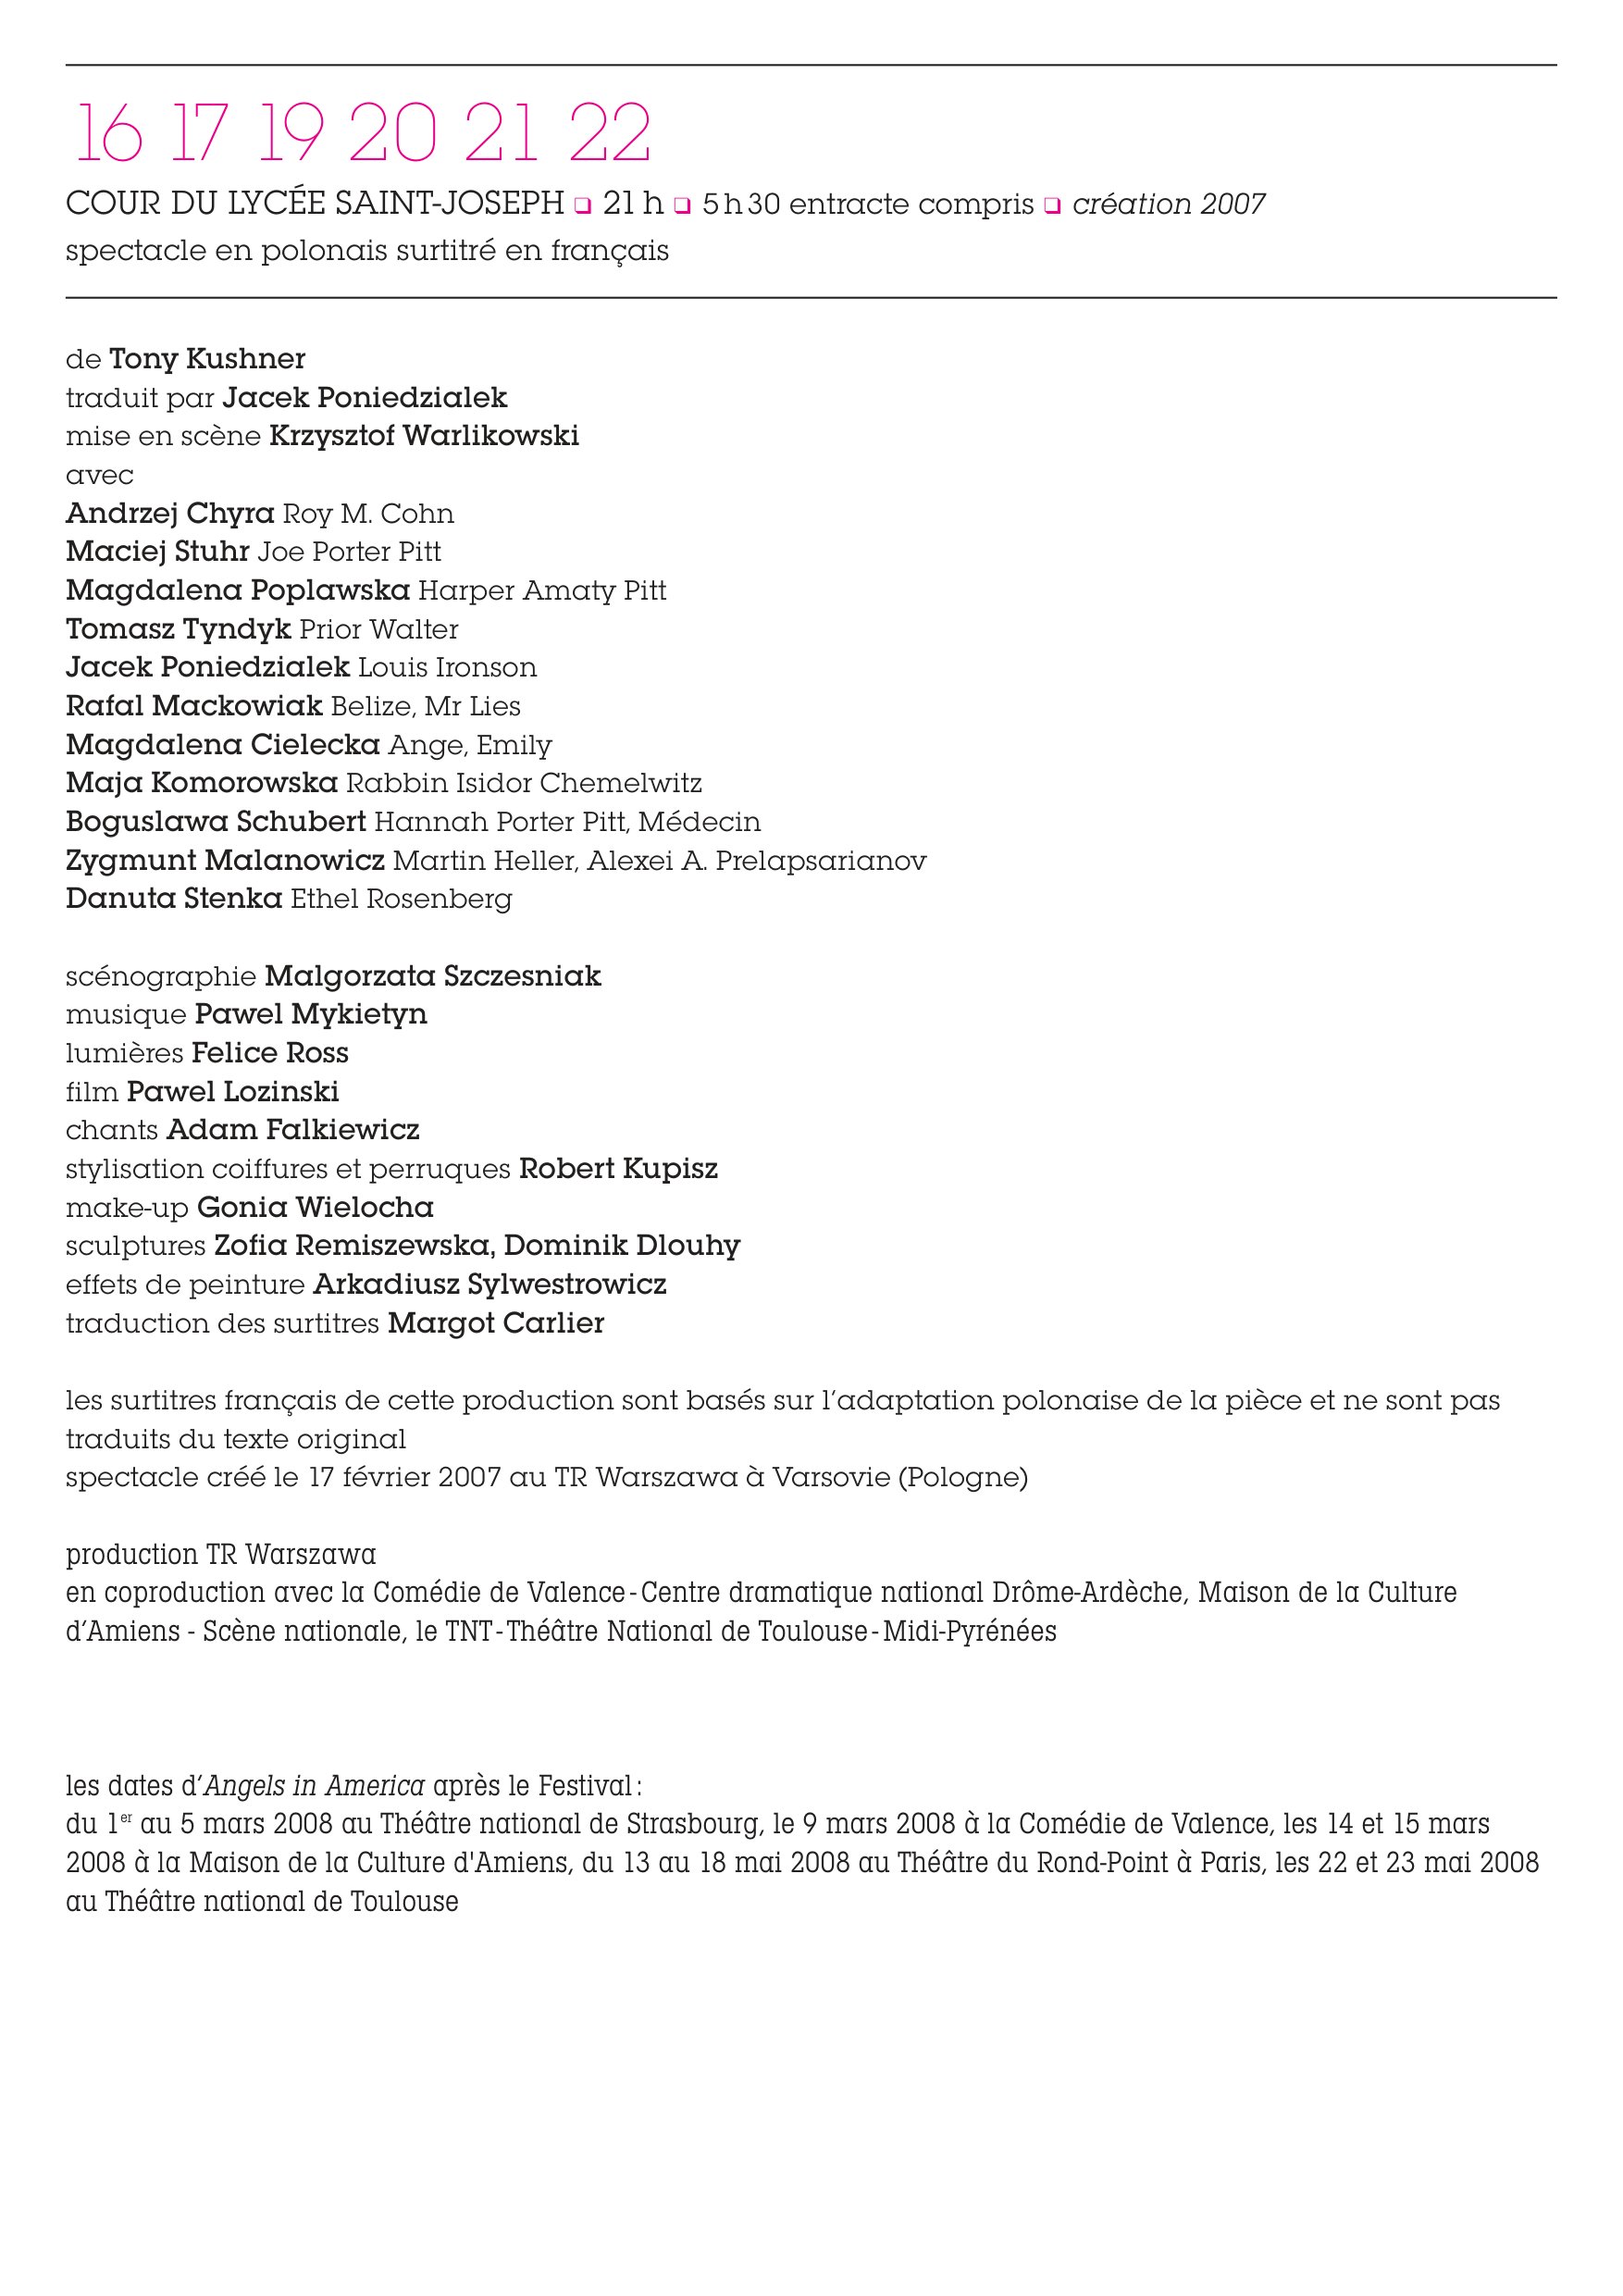 16 17 19 20 21 22
COUR DU LYCÉE SAINT-JOSEPH ❑ 21 h ❑ 5 h 30 entracte compris ❑ création 2007
spectacle en polonais surtitré en français
de Tony Kushner
traduit par Jacek Poniedzialek
mise en scène Krzysztof Warlikowski
avec
Andrzej Chyra Roy M. Cohn
Maciej Stuhr Joe Porter Pitt
Magdalena Poplawska Harper Amaty Pitt
Tomasz Tyndyk Prior Walter
Jacek Poniedzialek Louis Ironson
Rafal Mackowiak Belize, Mr Lies
Magdalena Cielecka Ange, Emily
Maja Komorowska Rabbin Isidor Chemelwitz
Boguslawa Schubert Hannah Porter Pitt, Médecin
Zygmunt Malanowicz Martin Heller, Alexei A. Prelapsarianov
Danuta Stenka Ethel Rosenberg
scénographie Malgorzata Szczesniak
musique Pawel Mykietyn
lumières Felice Ross
film Pawel Lozinski
chants Adam Falkiewicz
stylisation coiffures et perruques Robert Kupisz
make-up Gonia Wielocha
sculptures Zofia Remiszewska, Dominik Dlouhy
effets de peinture Arkadiusz Sylwestrowicz
traduction des surtitres Margot Carlier
les surtitres français de cette production sont basés sur l’adaptation polonaise de la pièce et ne sont pas
traduits du texte original
spectacle créé le 17 février 2007 au TR Warszawa à Varsovie (Pologne)
production TR Warszawa
en coproduction avec la Comédie de Valence - Centre dramatique national Drôme-Ardèche, Maison de la Culture
d’Amiens - Scène nationale, le TNT - Théâtre National de Toulouse - Midi-Pyrénées
les dates d’Angels in America après le Festival :
du 1er au 5 mars 2008 au Théâtre national de Strasbourg, le 9 mars 2008 à la Comédie de Valence, les 14 et 15 mars
2008 à la Maison de la Culture d'Amiens, du 13 au 18 mai 2008 au Théâtre du Rond-Point à Paris, les 22 et 23 mai 2008
au Théâtre national de Toulouse